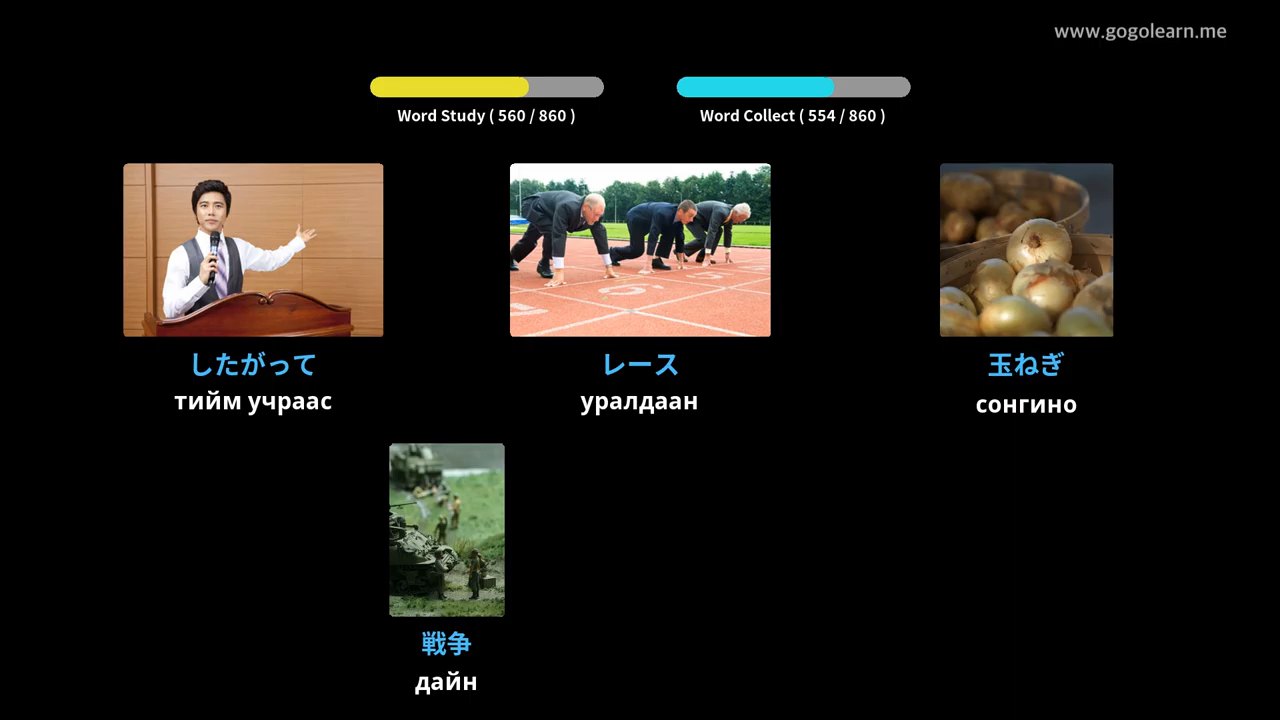 www.gogolearn.me
Word Study ( 560 / 860 )
Word Collect ( 554 / 860 )
したがって
тийм учраас
レース
уралдаан
玉ねぎ
сонгино
戦争
дайн